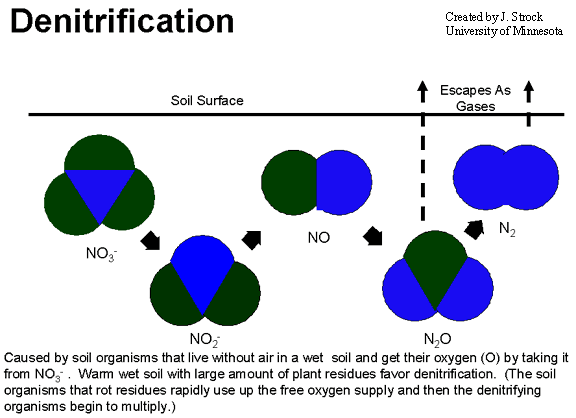 Denitrification
Created by J. Strock
University of Minnesota
Soil Surface
Escapes As
Gases
NO3-
NO2-
NO
N2O
N2
Caused by soil organisms that live without air in a wet soil and get their oxygen (O) by taking it
from NO3- . Warm wet soil with large amount of plant residues favor denitrification. (The soil
organisms that rot residues rapidly use up the free oxygen supply and then the denitrifying
organisms begin to multiply.)